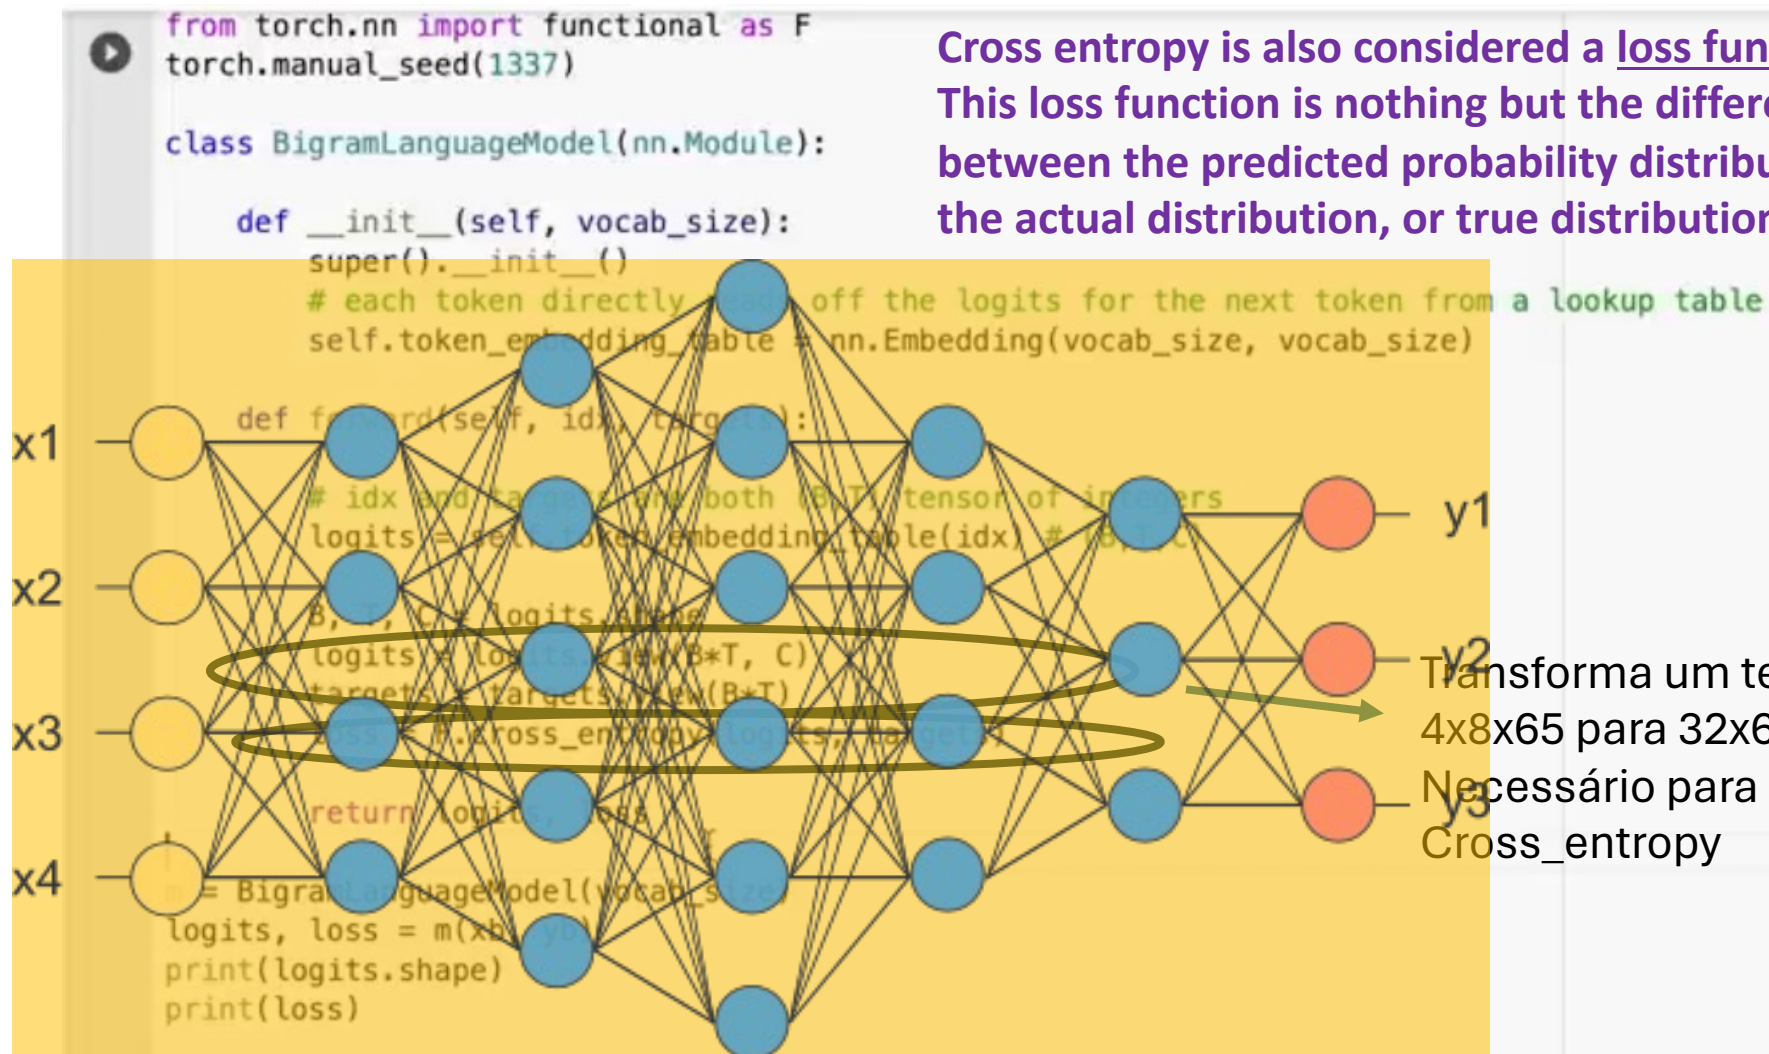 from torch.nn import functional as F
torch.manual_seed(1337)
class BigramLanguageModel(nn.Module):
def __init__(self, vocab_size):
super().__init__()
# each token directly off the logits for the next token from a lookup table
self.token_embedding_table = nn.Embedding(vocab_size, vocab_size)
def forward(self, idx, targets):
# idx and targets are both (B,T) tensor of integers
logits = self.token_embedding_table(idx) # (B,T,C)
B, T, C = logits.shape
logits = logits.view(B*T, C)
targets = targets.view(B*T)
loss = F.cross_entropy(logits, targets)
return logits, loss
m = BigramLanguageModel(vocab_size)
logits, loss = m(xb, yb)
print(logits.shape)
print(loss)
Cross entropy is also considered a loss fun
This loss function is nothing but the differe
between the predicted probability distribu
the actual distribution, or true distribution
x1
x2
x3
x4
y1
y2
y3
Transforma um te
4x8x65 para 32x6
Necessário para
Cross_entropy